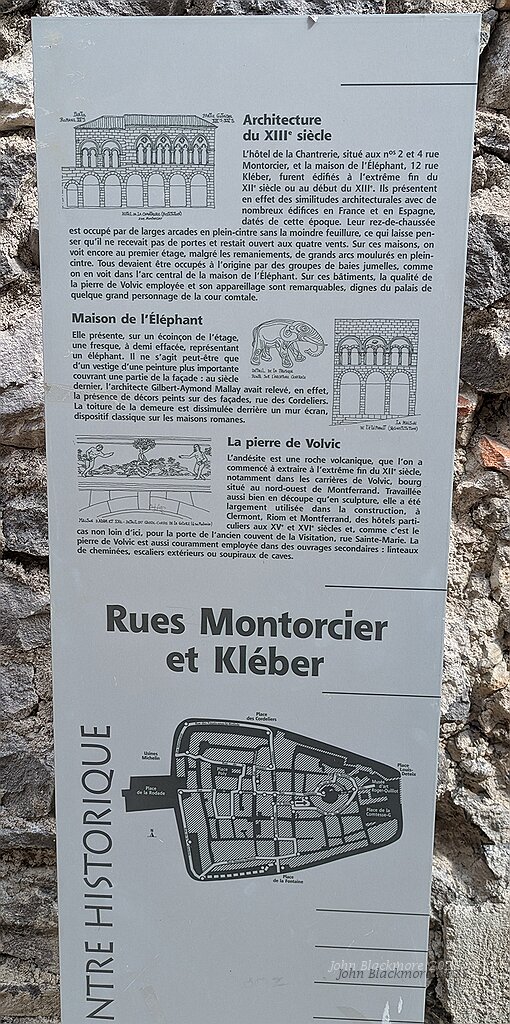 Architecture
du XIIIe siècle
L'hôtel de la Chantrerie, situé aux nos 2 et 4 rue
Montorcier, et la maison de l'Éléphant, 12 rue
Kléber, furent édifiés à l'extrême fin du
XIIe siècle ou au début du XIIIe. Ils présentent
en effet des similitudes architecturales avec de
nombreux édifices en France et en Espagne,
datés de cette époque. Leur rez-de-chaussée
est occupé par de larges arcades en plein-cintre sans la moindre feuillure, ce qui laisse pen-
ser qu'il ne recevait pas de portes et restait ouvert aux quatre vents. Sur ces maisons, on
voit encore au premier étage, malgré les remaniements, de grands arcs moulurés en plein-
cintre. Tous devaient être occupés à l'origine par des groupes de baies jumelles, comme
on en voit dans l'arc central de la maison de l'Éléphant. Sur ces bâtiments, la qualité de
la pierre de Volvic employée et son appareillage sont remarquables, dignes du palais de
quelque grand personnage de la cour comtale.
Maison de l'Éléphant
Elle présente, sur un écoinçon de l'étage,
une fresque, à demi effacée, représentant
un éléphant. Il ne s'agit peut-être que
d'un vestige d'une peinture plus importante
couvrant une partie de la façade : au siècle
dernier, l'architecte Gilbert-Aymond Mallay avait relevé, en effet,
la présence de décors peints sur des façades, rue des Cordeliers.
La toiture de la demeure est dissimulée derrière un mur écran,
dispositif classique sur les maisons romanes.
La pierre de Volvic
L'andésite est une roche volcanique, que l'on a
commencé à extraire à l'extrême fin du XIIe siècle,
notamment dans les carrières de Volvic, bourg
situé au nord-ouest de Montferrand. Travaillée
aussi bien en découpe qu'en sculpture, elle a été
largement utilisée dans la construction, à
Clermont, Riom et Montferrand, des hôtels parti-
culiers aux XVe et XVIe siècles et, comme c'est le
cas non loin d'ici, pour la porte de l'ancien couvent de la Visitation, rue Sainte-Marie. La
pierre de Volvic est aussi couramment employée dans des ouvrages secondaires : linteaux
de cheminées, escaliers extérieurs ou soupiraux de caves.
Rues Montorcier
et Kléber
Place
des Cordeliers
Usines
Michelin
Place
Louis-
Deteix
Musée
d'art
Roger-Quilliot
Place
de la Rodade
Place de la
Comtesse-G
Place
de la Fontaine
NTRE HISTORIQUE
John Blackmore
John Blackmore